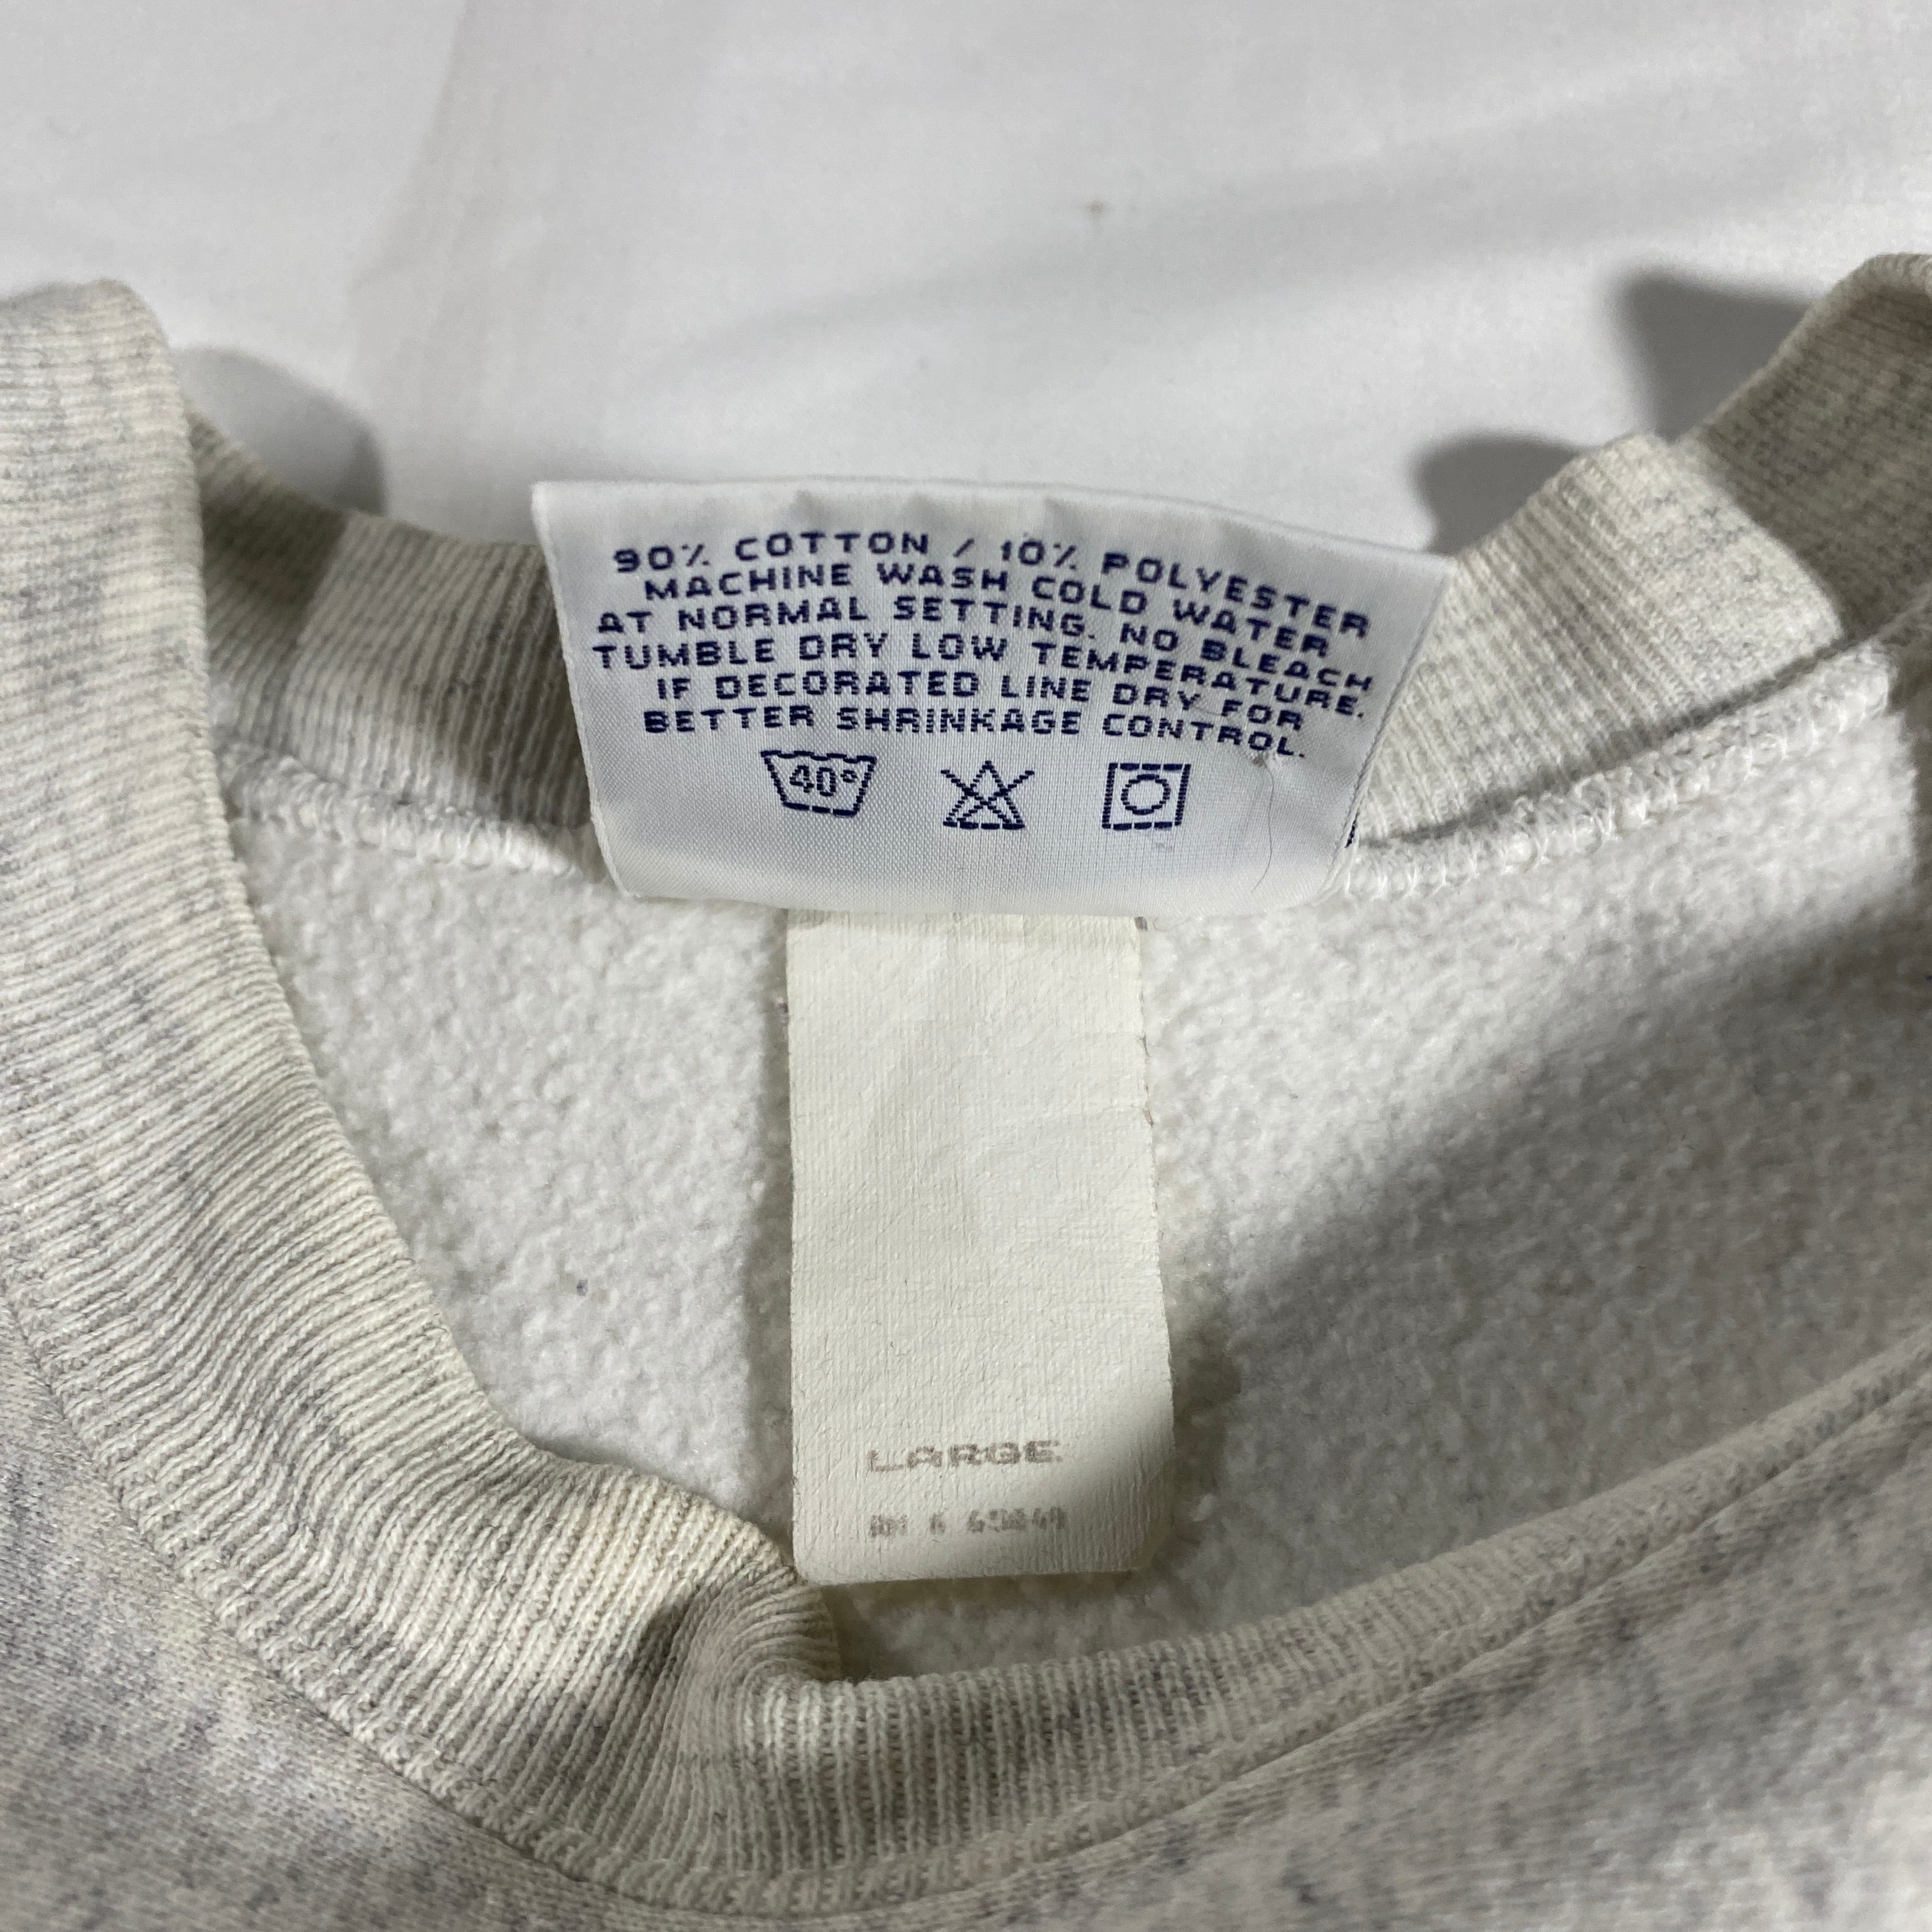 90% COTTON / 10% POLYESTER
MACHINE WASH COLD WATER
AT NORMAL SETTING. NO BLEACH
TUMBLE DRY LOW TEMPERATURE.
IF DECORATED LINE DRY FOR
BETTER SHRINKAGE CONTROL.
40°
LARGE